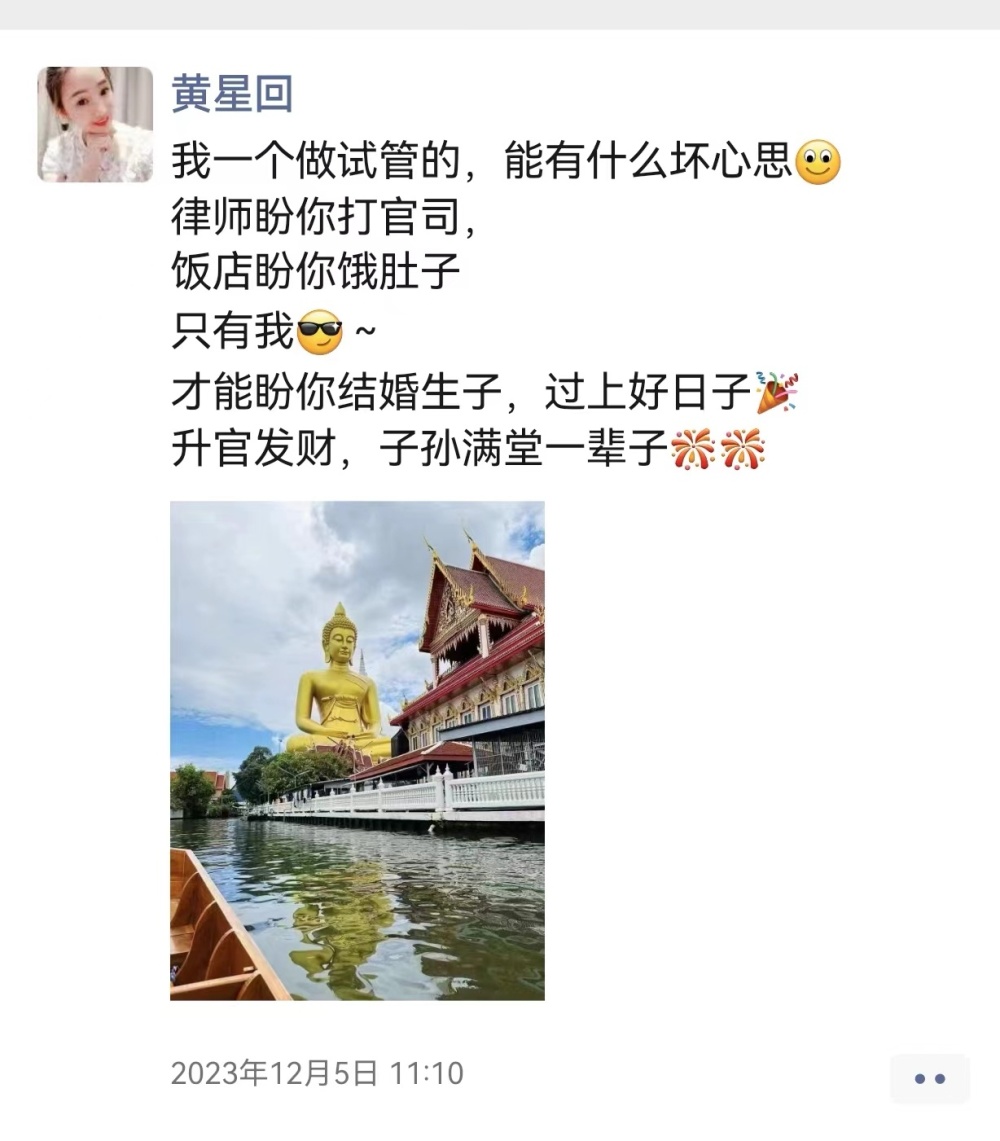 黄星回
我一个做试管的，能有什么坏心思🙂
律师盼你打官司，
饭店盼你饿肚子
只有我😎～
才能盼你结婚生子，过上好日子🎉
升官发财，子孙满堂一辈子🎆🎆
2023年12月5日 11:10